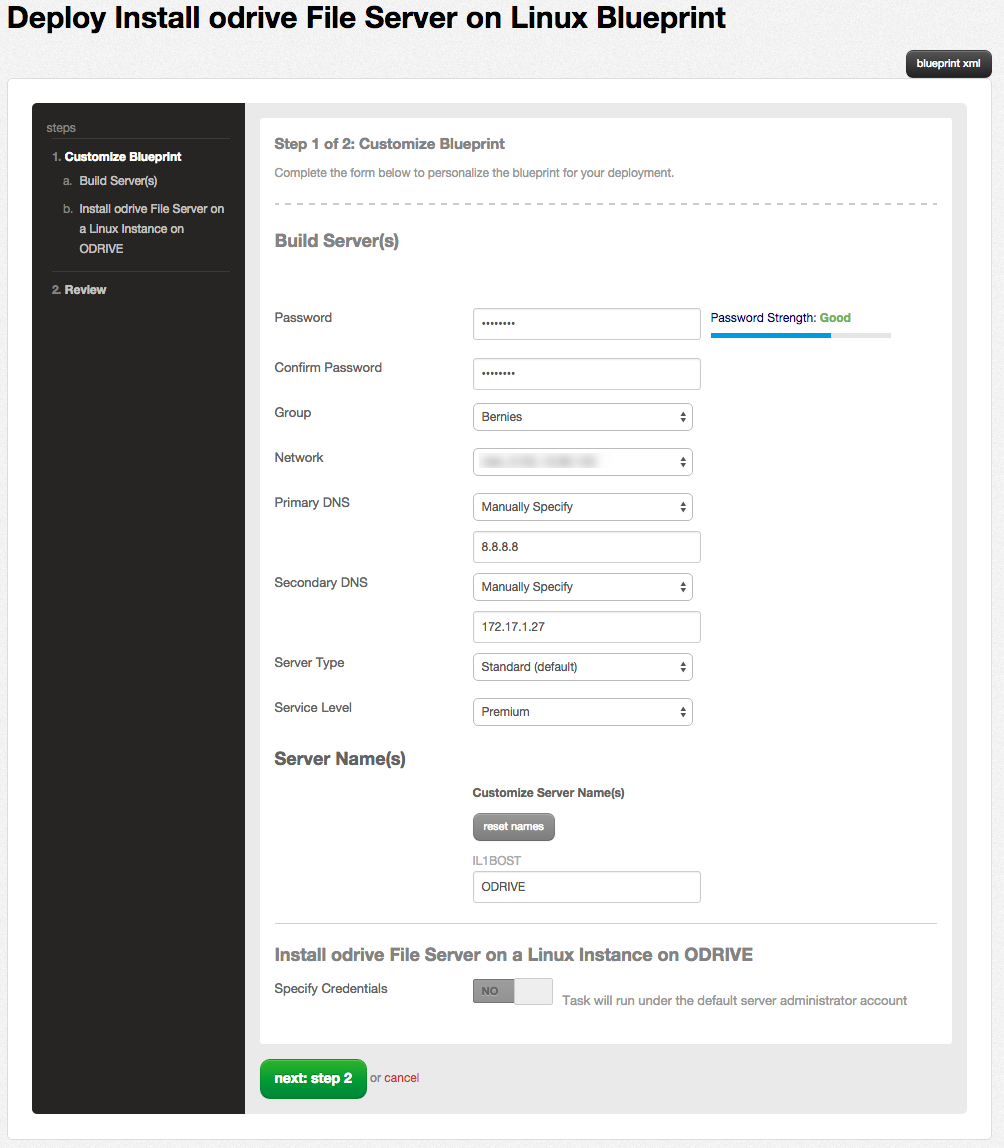 Deploy Install odrive File Server on Linux Blueprint
blueprint xml
steps
1. Customize Blueprint
a. Build Server(s)
b. Install odrive File Server on
a Linux Instance on
ODRIVE
2. Review
Step 1 of 2: Customize Blueprint
Complete the form below to personalize the blueprint for your deployment.
Build Server(s)
Password
••••••••
Password Strength: Good
Confirm Password
••••••••
Group
Bernies
Network
Primary DNS
Manually Specify
8.8.8.8
Secondary DNS
Manually Specify
172.17.1.27
Server Type
Standard (default)
Service Level
Premium
Server Name(s)
Customize Server Name(s)
reset names
IL1BOST
ODRIVE
Install odrive File Server on a Linux Instance on ODRIVE
Specify Credentials
NO
Task will run under the default server administrator account
next: step 2 or cancel